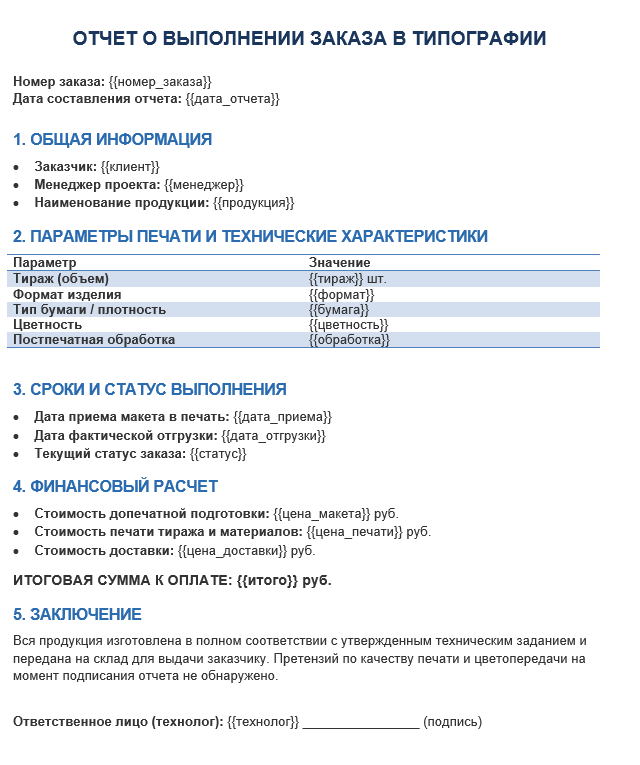 ОТЧЕТ О ВЫПОЛНЕНИИ ЗАКАЗА В ТИПОГРАФИИ
Номер заказа: {{номер_заказа}}
Дата составления отчета: {{дата_отчета}}
1. ОБЩАЯ ИНФОРМАЦИЯ
• Заказчик: {{клиент}}
• Менеджер проекта: {{менеджер}}
• Наименование продукции: {{продукция}}
2. ПАРАМЕТРЫ ПЕЧАТИ И ТЕХНИЧЕСКИЕ ХАРАКТЕРИСТИКИ
Параметр Значение
Тираж (объем) {{тираж}} шт.
Формат изделия {{формат}}
Тип бумаги / плотность {{бумага}}
Цветность {{цветность}}
Постпечатная обработка {{обработка}}
3. СРОКИ И СТАТУС ВЫПОЛНЕНИЯ
• Дата приема макета в печать: {{дата_приема}}
• Дата фактической отгрузки: {{дата_отгрузки}}
• Текущий статус заказа: {{статус}}
4. ФИНАНСОВЫЙ РАСЧЕТ
• Стоимость допечатной подготовки: {{цена_макета}} руб.
• Стоимость печати тиража и материалов: {{цена_печати}} руб.
• Стоимость доставки: {{цена_доставки}} руб.
ИТОГОВАЯ СУММА К ОПЛАТЕ: {{итого}} руб.
5. ЗАКЛЮЧЕНИЕ
Вся продукция изготовлена в полном соответствии с утвержденным техническим заданием и
передана на склад для выдачи заказчику. Претензий по качеству печати и цветопередачи на
момент подписания отчета не обнаружено.
Ответственное лицо (технолог): {{технолог}} ________________ (подпись)